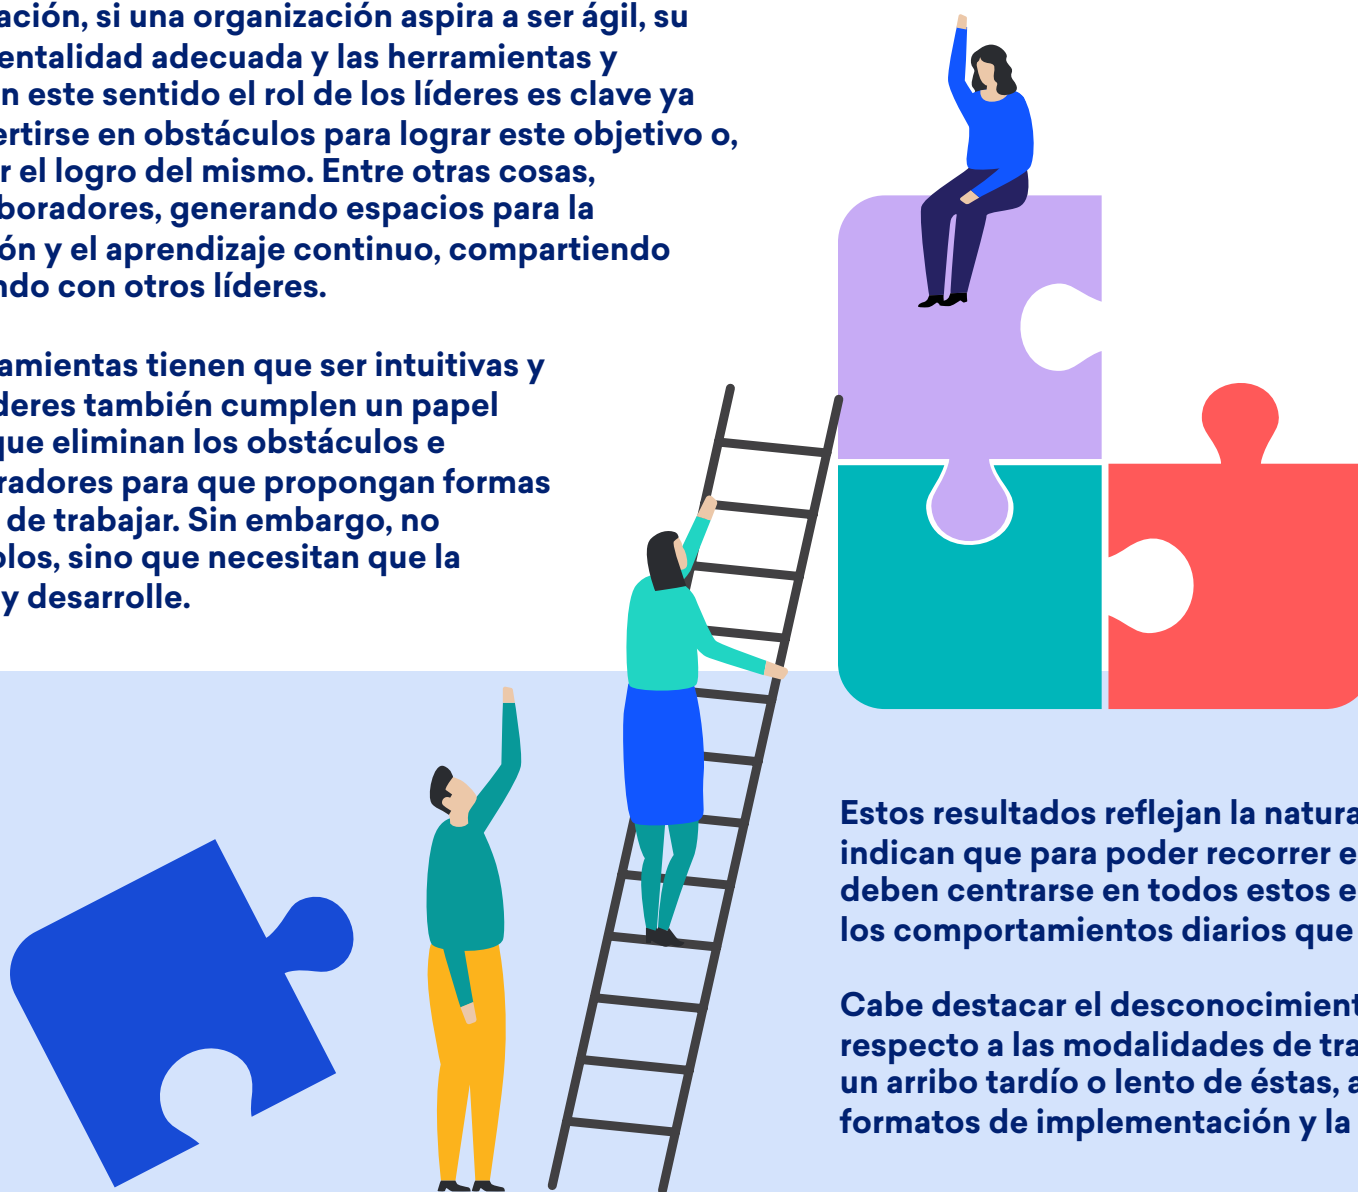 ación, si una organización aspira a ser ágil, su
entalidad adecuada y las herramientas y
n este sentido el rol de los líderes es clave ya
ertirse en obstáculos para lograr este objetivo o,
r el logro del mismo. Entre otras cosas,
boradores, generando espacios para la
ón y el aprendizaje continuo, compartiendo
ndo con otros líderes.
amientas tienen que ser intuitivas y
deres también cumplen un papel
que eliminan los obstáculos e
radores para que propongan formas
de trabajar. Sin embargo, no
olos, sino que necesitan que la
y desarrolle.
Estos resultados reflejan la natura
indican que para poder recorrer e
deben centrarse en todos estos e
los comportamientos diarios que
Cabe destacar el desconocimient
respecto a las modalidades de tra
un arribo tardío o lento de éstas, a
formatos de implementación y la